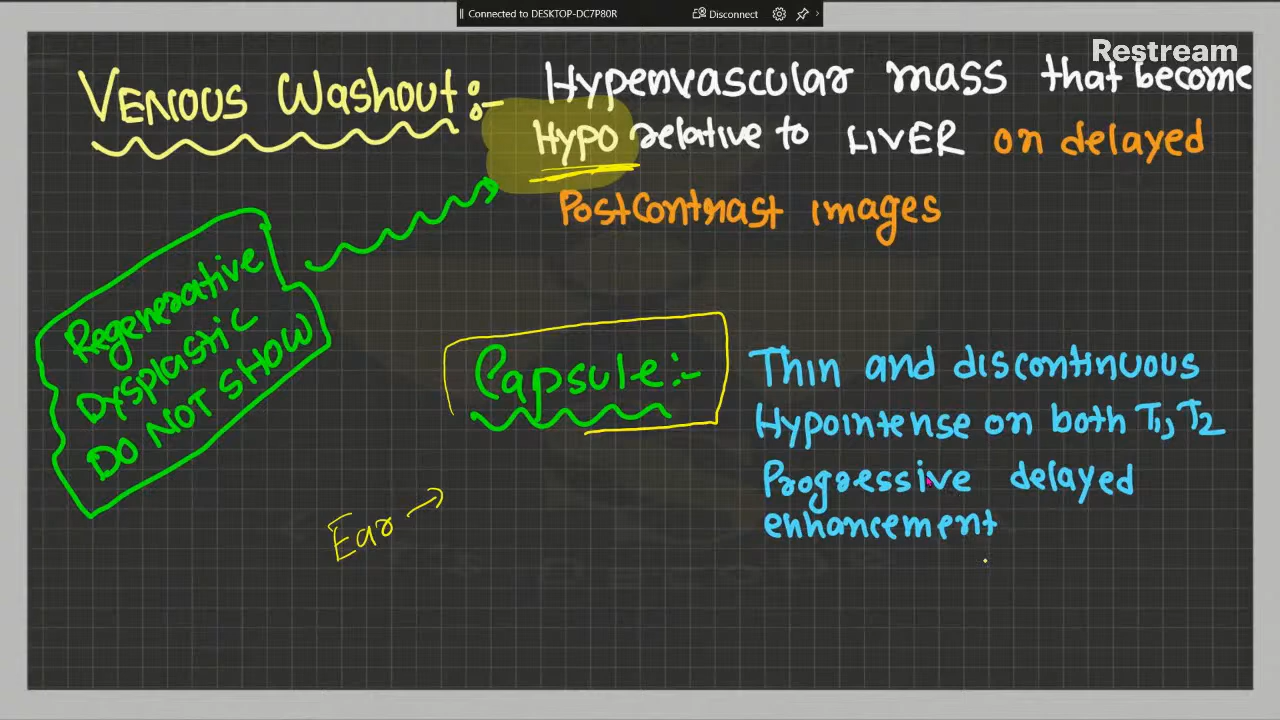 Connected to DESKTOP-DC7P80R
Disconnect
Restream
VENOUS Washout :- Hypervascular mass that become
Hypo relative to LIVER on delayed
PostContrast images
Regenerative
Dysplastic
DO NOT SHOW
Capsule :- Thin and discontinuous
Hypointense on both T1, T2
Progressive delayed
enhancement
Ear →